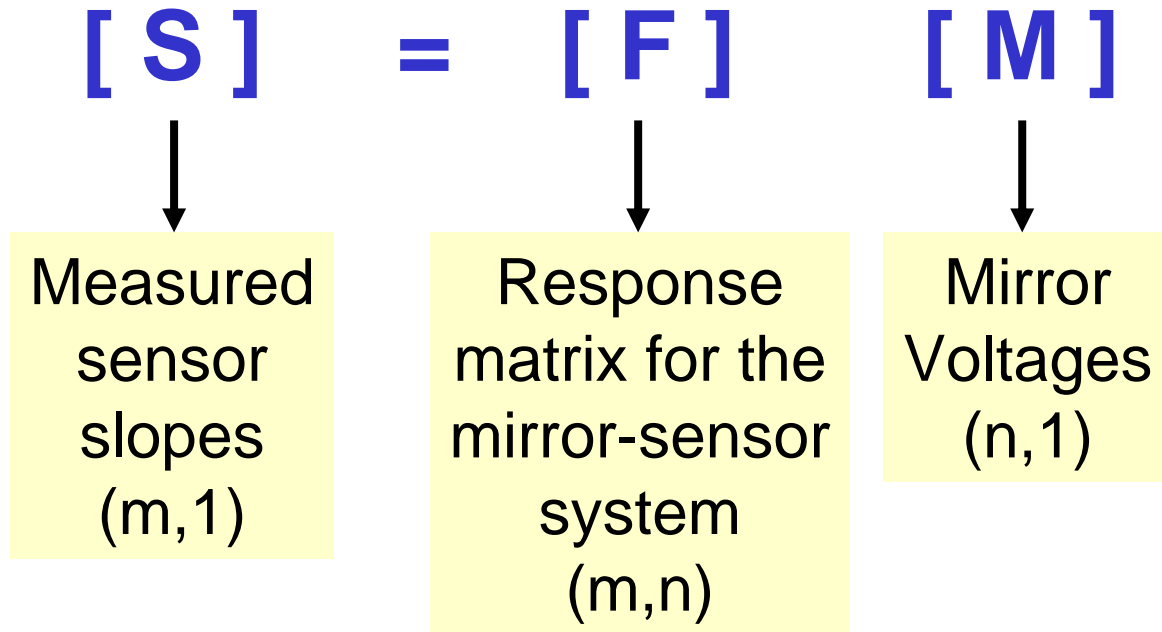 [ S ] = [ F ] [ M ]
Measured
sensor
slopes
(m,1)
Response
matrix for the
mirror-sensor
system
(m,n)
Mirror
Voltages
(n,1)